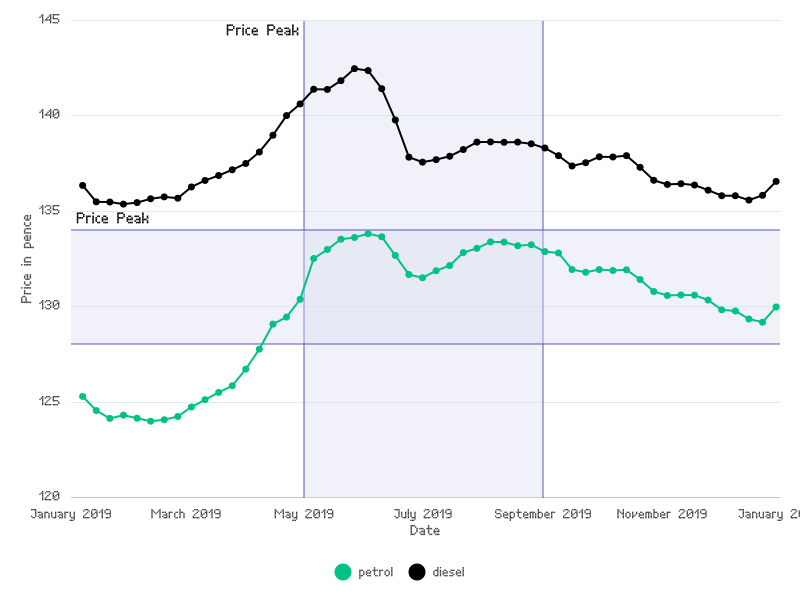 145
Price Peak
140
135
Price Peak
130
125
120
Price in pence
January 2019 March 2019 May 2019 July 2019 September 2019 November 2019 January
Date
petrol diesel